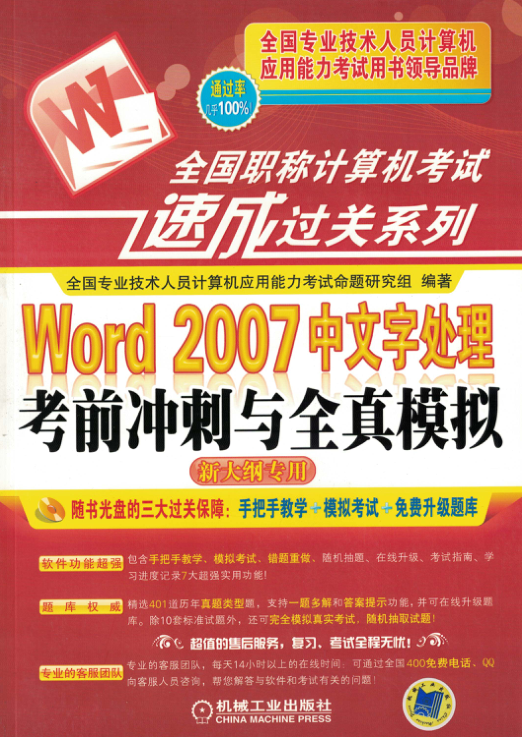 全国专业技术人员计算机
应用能力考试用书领导品牌
通过率
几乎100%!
W
全国职称计算机考试
速成过关系列
全国专业技术人员计算机应用能力考试命题研究组 编著
Word 2007中文字处理
考前冲刺与全真模拟
新大纲专用
随书光盘的三大过关保障：手把手教学+模拟考试+免费升级题库
软件功能超强 包含手把手教学、模拟考试、错题重做、随机抽题、在线升级、考试指南、学
习进度记录7大超强实用功能！
题库权威 精选401道历年真题类型题，支持一题多解和答案提示功能，并可在线升级题
库。除10套标准试题外，还可完全模拟真实考试，随机抽取试题！
超值的售后服务，复习、考试全程无忧！
专业的客服团队 专业的客服团队，每天14小时以上的在线时间；可通过全国400免费电话、QQ
向客服人员咨询，帮您解答与软件和考试有关的问题！
机械工业出版社
CHINA MACHINE PRESS